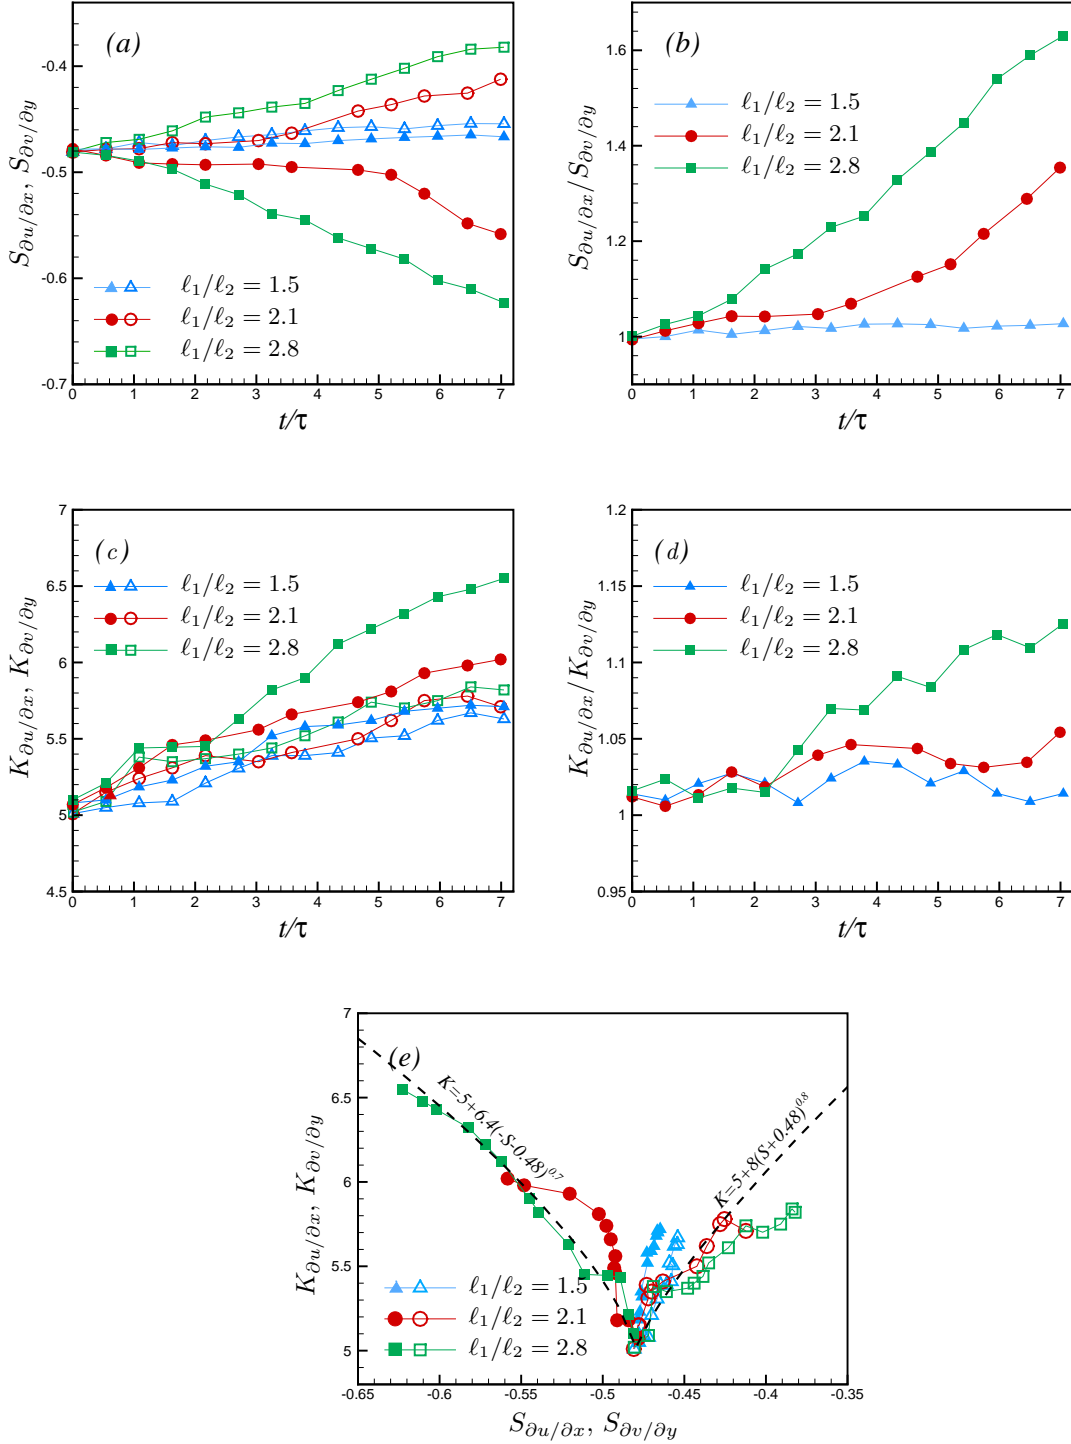 (a)
S∂u/∂x, S∂v/∂y
-0.4
-0.5
-0.6
-0.7
ℓ1/ℓ2 = 1.5
ℓ1/ℓ2 = 2.1
ℓ1/ℓ2 = 2.8
0 1 2 3 4 5 6 7
t/τ
(b)
S∂u/∂x/S∂v/∂y
1.6
1.4
1.2
1
ℓ1/ℓ2 = 1.5
ℓ1/ℓ2 = 2.1
ℓ1/ℓ2 = 2.8
0 1 2 3 4 5 6 7
t/τ
(c)
K∂u/∂x, K∂v/∂y
7
6.5
6
5.5
5
4.5
ℓ1/ℓ2 = 1.5
ℓ1/ℓ2 = 2.1
ℓ1/ℓ2 = 2.8
0 1 2 3 4 5 6 7
t/τ
(d)
K∂u/∂x/K∂v/∂y
1.2
1.15
1.1
1.05
1
0.95
ℓ1/ℓ2 = 1.5
ℓ1/ℓ2 = 2.1
ℓ1/ℓ2 = 2.8
0 1 2 3 4 5 6 7
t/τ
(e)
K∂u/∂x, K∂v/∂y
7
6.5
6
5.5
5
K=5+6.4(-S-0.48)^0.7
K=5+8(S+0.48)^0.8
ℓ1/ℓ2 = 1.5
ℓ1/ℓ2 = 2.1
ℓ1/ℓ2 = 2.8
-0.65 -0.6 -0.55 -0.5 -0.45 -0.4 -0.35
S∂u/∂x, S∂v/∂y